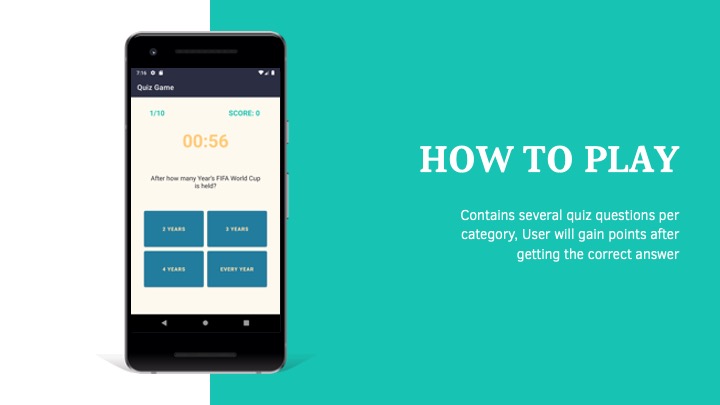 7:16
Quiz Game
1/10 SCORE: 0
00:56
After how many Year's FIFA World Cup
is held?
2 YEARS 3 YEARS
4 YEARS EVERY YEAR
HOW TO PLAY
Contains several quiz questions per
category, User will gain points after
getting the correct answer